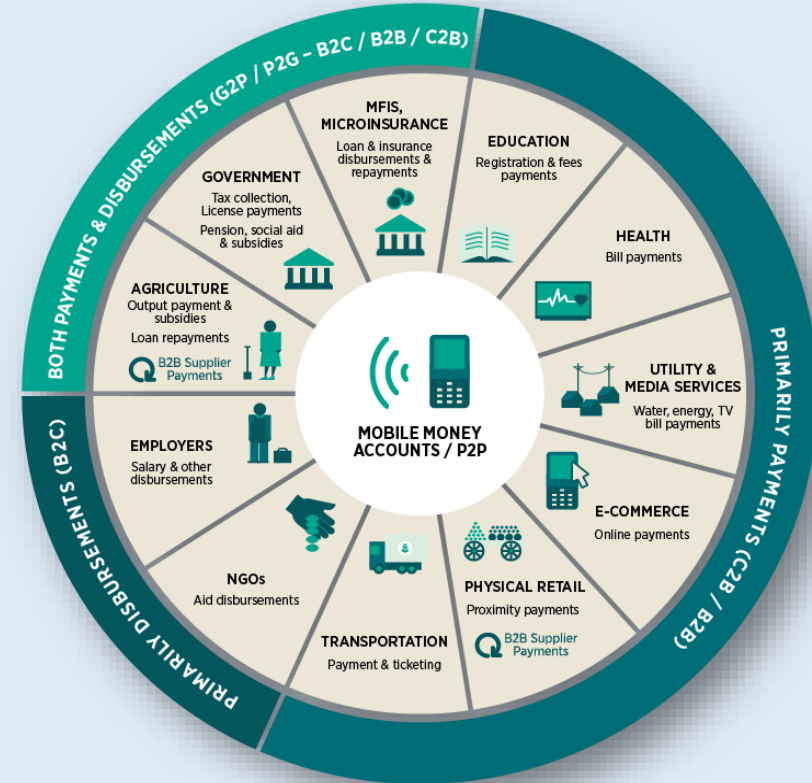 BOTH PAYMENTS & DISBURSEMENTS (G2P / P2G – B2C / B2B / C2B)
PRIMARILY PAYMENTS (C2B / B2B)
PRIMARILY DISBURSEMENTS (B2C)
MFIS,
MICROINSURANCE
Loan & insurance
disbursements &
repayments
EDUCATION
Registration & fees
payments
HEALTH
Bill payments
UTILITY &
MEDIA SERVICES
Water, energy, TV
bill payments
E-COMMERCE
Online payments
PHYSICAL RETAIL
Proximity payments
B2B Supplier
Payments
TRANSPORTATION
Payment & ticketing
NGOs
Aid disbursements
EMPLOYERS
Salary & other
disbursements
AGRICULTURE
Output payment &
subsidies
Loan repayments
B2B Supplier
Payments
GOVERNMENT
Tax collection,
License payments
Pension, social aid
& subsidies
MOBILE MONEY
ACCOUNTS / P2P